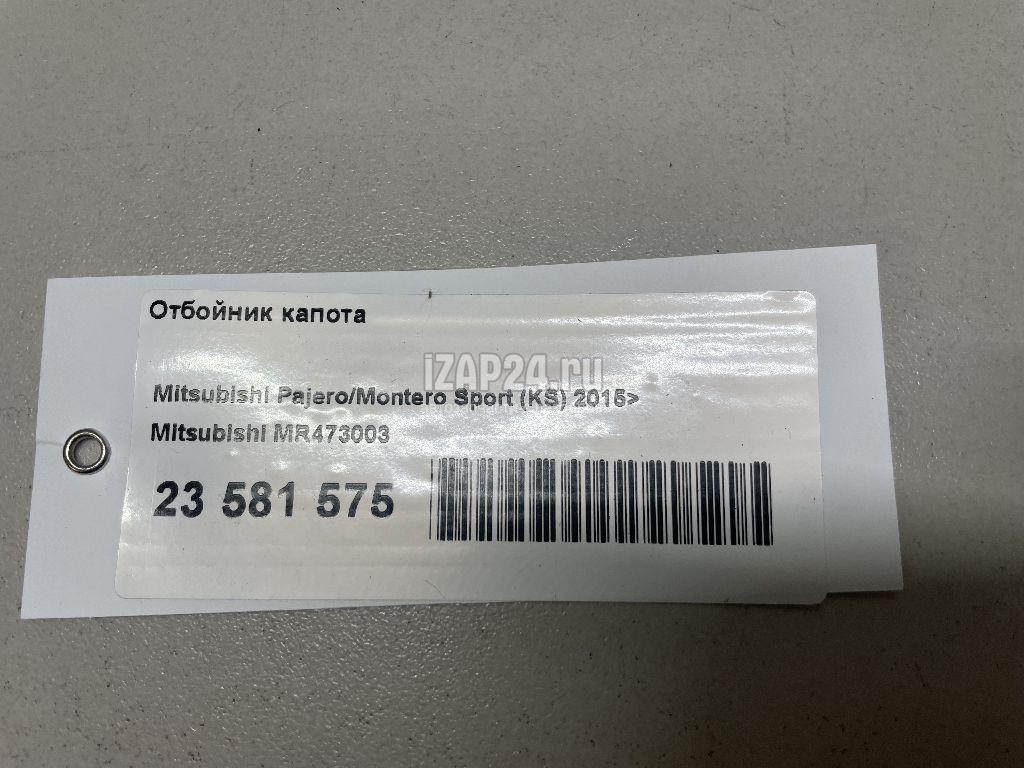 Отбойник капота
iZAP24.ru
Mitsubishi Pajero/Montero Sport (KS) 2015>
Mitsubishi MR473003
23 581 575